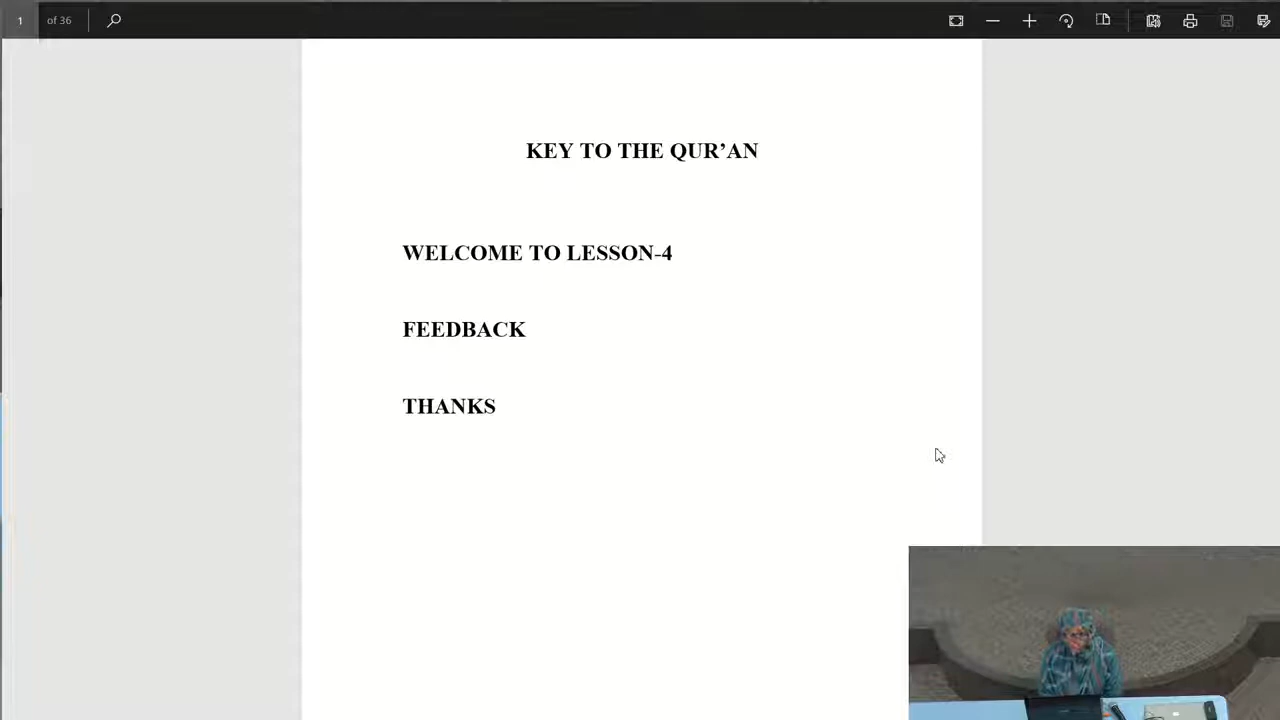 1 of 36
KEY TO THE QUR’AN
WELCOME TO LESSON-4
FEEDBACK
THANKS